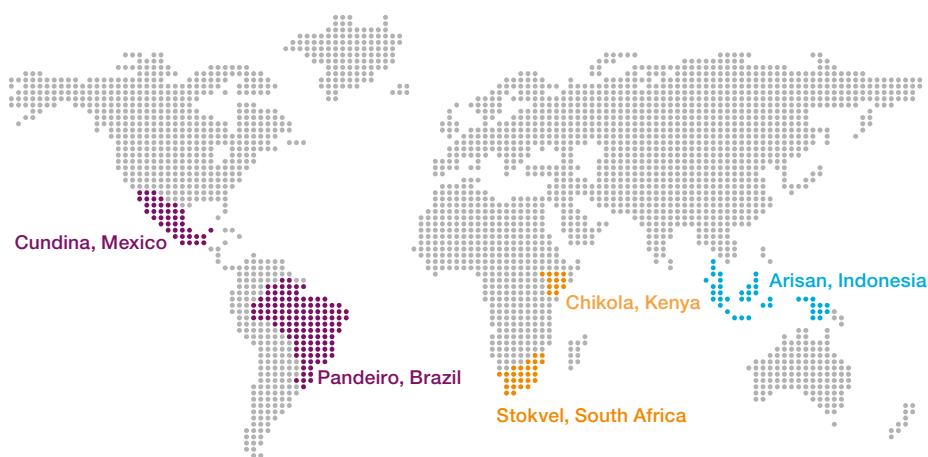 Cundina, Mexico
Arisan, Indonesia
Chikola, Kenya
Pandeiro, Brazil
Stokvel, South Africa